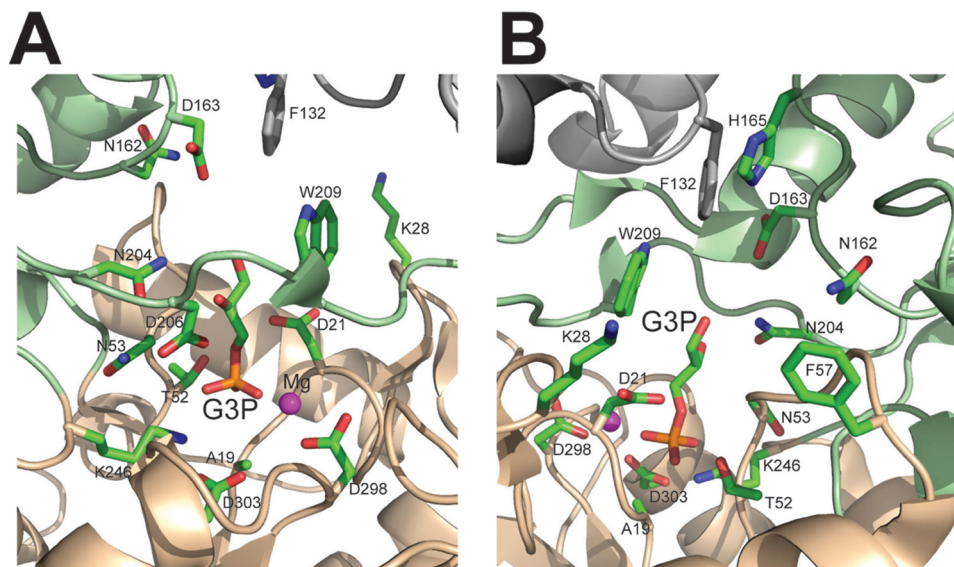 A
D163
N162
F132
W209
K28
N204
D206
D21
N53
T52
Mg
G3P
K246
A19
D303
D298
B
H165
F132
D163
W209
N162
K28
G3P
N204
F57
D21
N53
D298
K246
D303
T52
A19